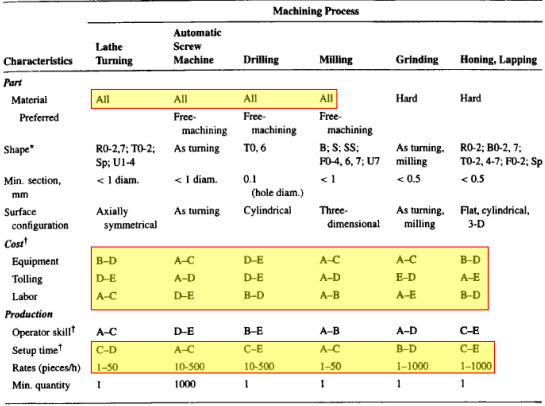 Machining Process
Characteristics Lathe Turning Automatic Screw Machine Drilling Milling Grinding Honing, Lapping
Part
Material All All All All Hard Hard
Preferred Free-machining Free-machining Free-machining
Shape* R0-2,7; T0-2; Sp; U1-4 As turning T0, 6 B; S; SS; F0-4, 6, 7; U7 As turning, milling R0-2; B0-2, 7; T0-2, 4-7; F0-2; Sp
Min. section, mm < 1 diam. < 1 diam. 0.1 (hole diam.) < 1 < 0.5 < 0.5
Surface configuration Axially symmetrical As turning Cylindrical Three-dimensional As turning, milling Flat, cylindrical, 3-D
Cost†
Equipment B–D A–C D–E A–C A–C B–D
Tolling D–E A–D D–E A–D E–D A–E
Labor A–C D–E B–D A–B A–E B–D
Production
Operator skill† A–C D–E B–E A–B A–D C–E
Setup time† C–D A–C C–E A–C B–D C–E
Rates (pieces/h) 1–50 10-500 10-500 1–50 1–1000 1–1000
Min. quantity 1 1000 1 1 1 1